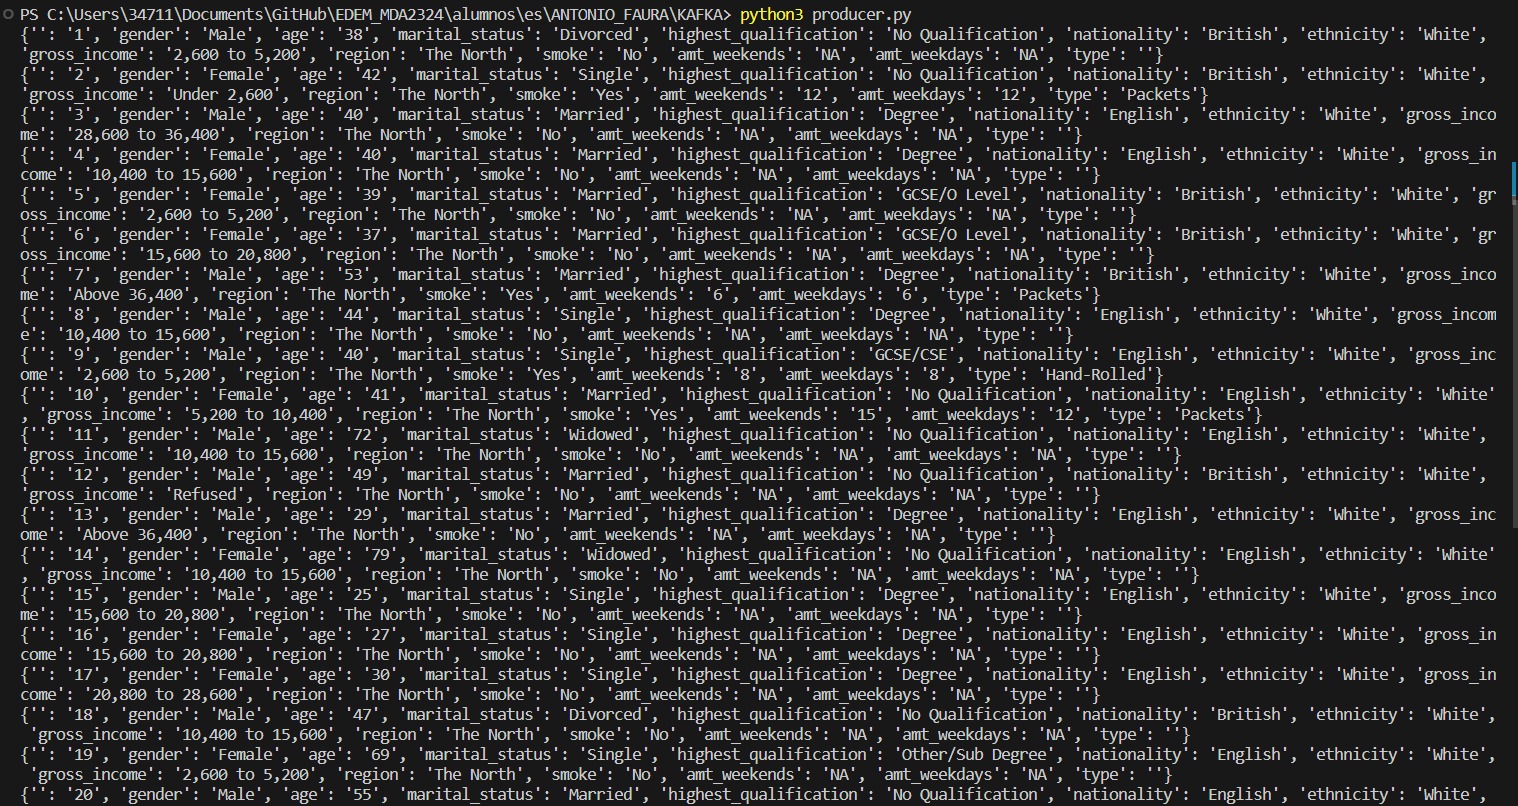 PS C:\Users\34711\Documents\GitHub\EDEM_MDA2324\alumnos\es\ANTONIO_FAURA\KAFKA> python3 producer.py
{'': '1', 'gender': 'Male', 'age': '38', 'marital_status': 'Divorced', 'highest_qualification': 'No Qualification', 'nationality': 'British', 'ethnicity': 'White',
'gross_income': '2,600 to 5,200', 'region': 'The North', 'smoke': 'No', 'amt_weekends': 'NA', 'amt_weekdays': 'NA', 'type': ''}
{'': '2', 'gender': 'Female', 'age': '42', 'marital_status': 'Single', 'highest_qualification': 'No Qualification', 'nationality': 'British', 'ethnicity': 'White',
'gross_income': 'Under 2,600', 'region': 'The North', 'smoke': 'Yes', 'amt_weekends': '12', 'amt_weekdays': '12', 'type': 'Packets'}
{'': '3', 'gender': 'Male', 'age': '40', 'marital_status': 'Married', 'highest_qualification': 'Degree', 'nationality': 'English', 'ethnicity': 'White', 'gross_inco
me': '28,600 to 36,400', 'region': 'The North', 'smoke': 'No', 'amt_weekends': 'NA', 'amt_weekdays': 'NA', 'type': ''}
{'': '4', 'gender': 'Female', 'age': '40', 'marital_status': 'Married', 'highest_qualification': 'Degree', 'nationality': 'English', 'ethnicity': 'White', 'gross_in
come': '10,400 to 15,600', 'region': 'The North', 'smoke': 'No', 'amt_weekends': 'NA', 'amt_weekdays': 'NA', 'type': ''}
{'': '5', 'gender': 'Female', 'age': '39', 'marital_status': 'Married', 'highest_qualification': 'GCSE/O Level', 'nationality': 'British', 'ethnicity': 'White', 'gr
oss_income': '2,600 to 5,200', 'region': 'The North', 'smoke': 'No', 'amt_weekends': 'NA', 'amt_weekdays': 'NA', 'type': ''}
{'': '6', 'gender': 'Female', 'age': '37', 'marital_status': 'Married', 'highest_qualification': 'GCSE/O Level', 'nationality': 'British', 'ethnicity': 'White', 'gr
oss_income': '15,600 to 20,800', 'region': 'The North', 'smoke': 'No', 'amt_weekends': 'NA', 'amt_weekdays': 'NA', 'type': ''}
{'': '7', 'gender': 'Male', 'age': '53', 'marital_status': 'Married', 'highest_qualification': 'Degree', 'nationality': 'British', 'ethnicity': 'White', 'gross_inco
me': 'Above 36,400', 'region': 'The North', 'smoke': 'Yes', 'amt_weekends': '6', 'amt_weekdays': '6', 'type': 'Packets'}
{'': '8', 'gender': 'Male', 'age': '44', 'marital_status': 'Single', 'highest_qualification': 'Degree', 'nationality': 'English', 'ethnicity': 'White', 'gross_incom
e': '10,400 to 15,600', 'region': 'The North', 'smoke': 'No', 'amt_weekends': 'NA', 'amt_weekdays': 'NA', 'type': ''}
{'': '9', 'gender': 'Male', 'age': '40', 'marital_status': 'Single', 'highest_qualification': 'GCSE/CSE', 'nationality': 'English', 'ethnicity': 'White', 'gross_inc
ome': '2,600 to 5,200', 'region': 'The North', 'smoke': 'Yes', 'amt_weekends': '8', 'amt_weekdays': '8', 'type': 'Hand-Rolled'}
{'': '10', 'gender': 'Female', 'age': '41', 'marital_status': 'Married', 'highest_qualification': 'No Qualification', 'nationality': 'English', 'ethnicity': 'White'
, 'gross_income': '5,200 to 10,400', 'region': 'The North', 'smoke': 'Yes', 'amt_weekends': '15', 'amt_weekdays': '12', 'type': 'Packets'}
{'': '11', 'gender': 'Male', 'age': '72', 'marital_status': 'Widowed', 'highest_qualification': 'No Qualification', 'nationality': 'English', 'ethnicity': 'White',
'gross_income': '10,400 to 15,600', 'region': 'The North', 'smoke': 'No', 'amt_weekends': 'NA', 'amt_weekdays': 'NA', 'type': ''}
{'': '12', 'gender': 'Male', 'age': '49', 'marital_status': 'Married', 'highest_qualification': 'No Qualification', 'nationality': 'British', 'ethnicity': 'White',
'gross_income': 'Refused', 'region': 'The North', 'smoke': 'No', 'amt_weekends': 'NA', 'amt_weekdays': 'NA', 'type': ''}
{'': '13', 'gender': 'Male', 'age': '29', 'marital_status': 'Married', 'highest_qualification': 'Degree', 'nationality': 'English', 'ethnicity': 'White', 'gross_inc
ome': 'Above 36,400', 'region': 'The North', 'smoke': 'No', 'amt_weekends': 'NA', 'amt_weekdays': 'NA', 'type': ''}
{'': '14', 'gender': 'Female', 'age': '79', 'marital_status': 'Widowed', 'highest_qualification': 'No Qualification', 'nationality': 'English', 'ethnicity': 'White'
, 'gross_income': '10,400 to 15,600', 'region': 'The North', 'smoke': 'No', 'amt_weekends': 'NA', 'amt_weekdays': 'NA', 'type': ''}
{'': '15', 'gender': 'Male', 'age': '25', 'marital_status': 'Single', 'highest_qualification': 'Degree', 'nationality': 'English', 'ethnicity': 'White', 'gross_inco
me': '15,600 to 20,800', 'region': 'The North', 'smoke': 'No', 'amt_weekends': 'NA', 'amt_weekdays': 'NA', 'type': ''}
{'': '16', 'gender': 'Female', 'age': '27', 'marital_status': 'Single', 'highest_qualification': 'Degree', 'nationality': 'English', 'ethnicity': 'White', 'gross_in
come': '15,600 to 20,800', 'region': 'The North', 'smoke': 'No', 'amt_weekends': 'NA', 'amt_weekdays': 'NA', 'type': ''}
{'': '17', 'gender': 'Female', 'age': '30', 'marital_status': 'Single', 'highest_qualification': 'Degree', 'nationality': 'English', 'ethnicity': 'White', 'gross_in
come': '20,800 to 28,600', 'region': 'The North', 'smoke': 'No', 'amt_weekends': 'NA', 'amt_weekdays': 'NA', 'type': ''}
{'': '18', 'gender': 'Male', 'age': '47', 'marital_status': 'Divorced', 'highest_qualification': 'No Qualification', 'nationality': 'British', 'ethnicity': 'White',
'gross_income': '10,400 to 15,600', 'region': 'The North', 'smoke': 'No', 'amt_weekends': 'NA', 'amt_weekdays': 'NA', 'type': ''}
{'': '19', 'gender': 'Female', 'age': '69', 'marital_status': 'Single', 'highest_qualification': 'Other/Sub Degree', 'nationality': 'English', 'ethnicity': 'White',
'gross_income': '2,600 to 5,200', 'region': 'The North', 'smoke': 'No', 'amt_weekends': 'NA', 'amt_weekdays': 'NA', 'type': ''}
{'': '20', 'gender': 'Male', 'age': '55', 'marital_status': 'Married', 'highest_qualification': 'No Qualification', 'nationality': 'English', 'ethnicity': 'White',